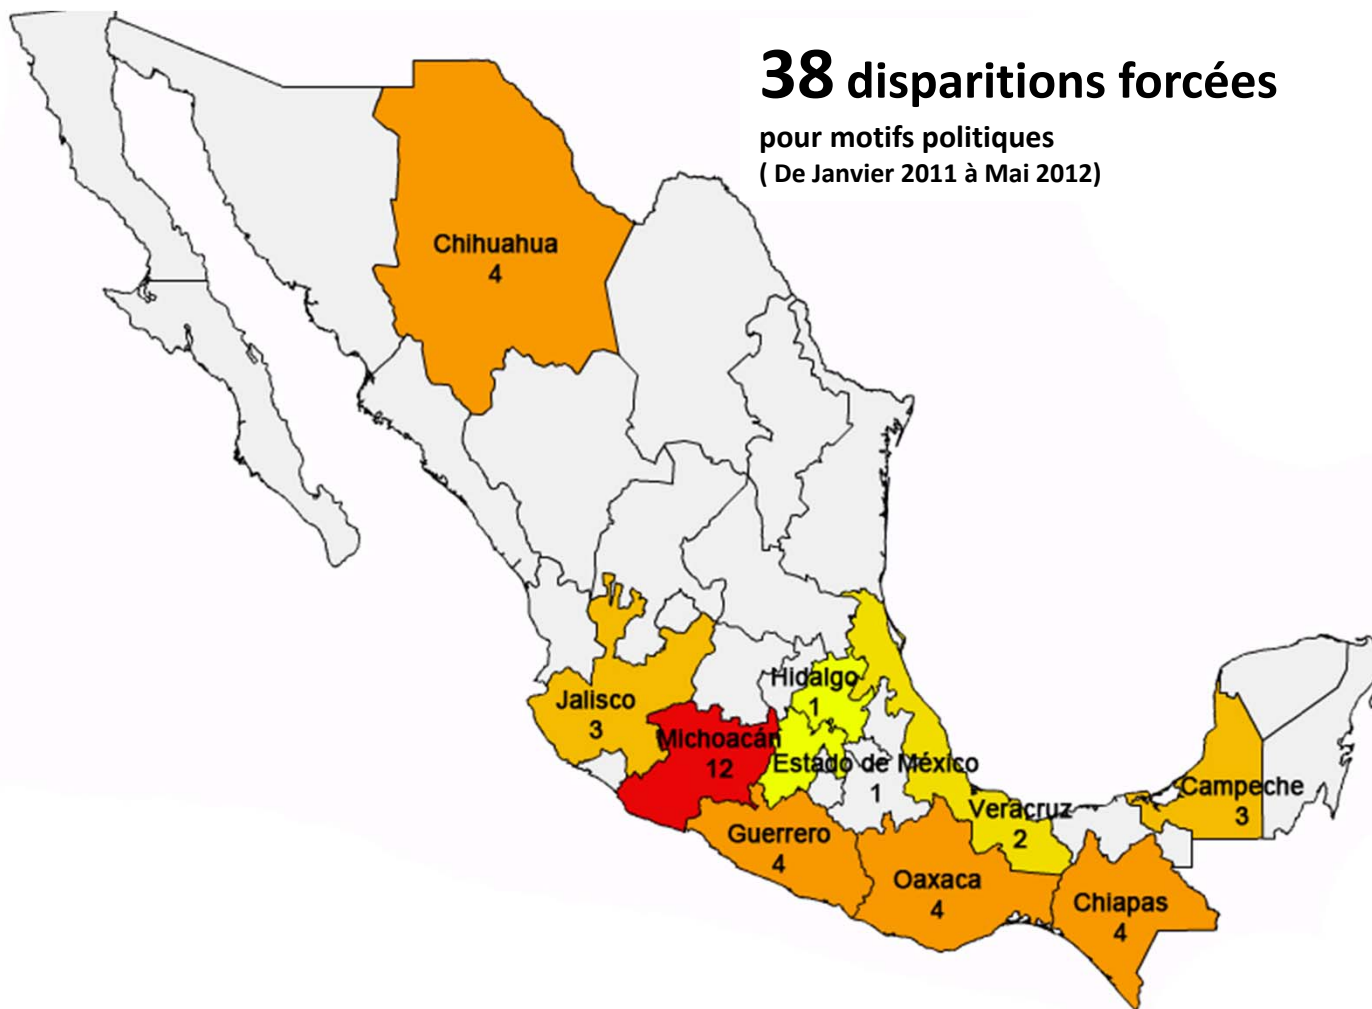 38 disparitions forcées
pour motifs politiques
( De Janvier 2011 à Mai 2012)
Chihuahua
4
Hidalgo
1
Jalisco
3
Michoacán
12
Estado de México
1
Campeche
3
Veracruz
2
Guerrero
4
Oaxaca
4
Chiapas
4